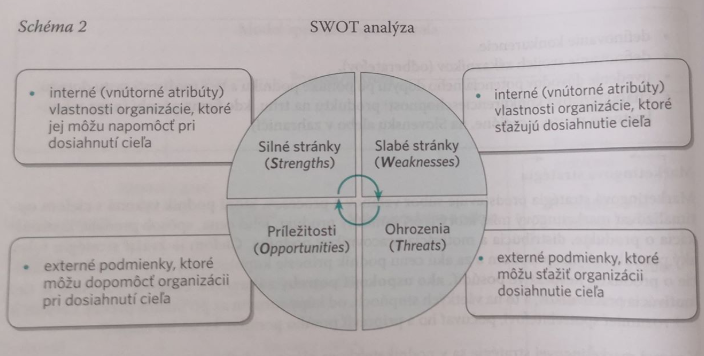 Schéma 2
SWOT analýza
• interné (vnútorné atribúty)
vlastnosti organizácie, ktoré
jej môžu napomôcť pri
dosiahnutí cieľa
Silné stránky
(Strengths)
Slabé stránky
(Weaknesses)
• interné (vnútorné atribúty)
vlastnosti organizácie, ktoré
sťažujú dosiahnutie cieľa
• externé podmienky, ktoré
môžu dopomôcť organizácii
pri dosiahnutí cieľa
Príležitosti
(Opportunities)
Ohrozenia
(Threats)
• externé podmienky, ktoré
môžu sťažiť organizácii
dosiahnutie cieľa